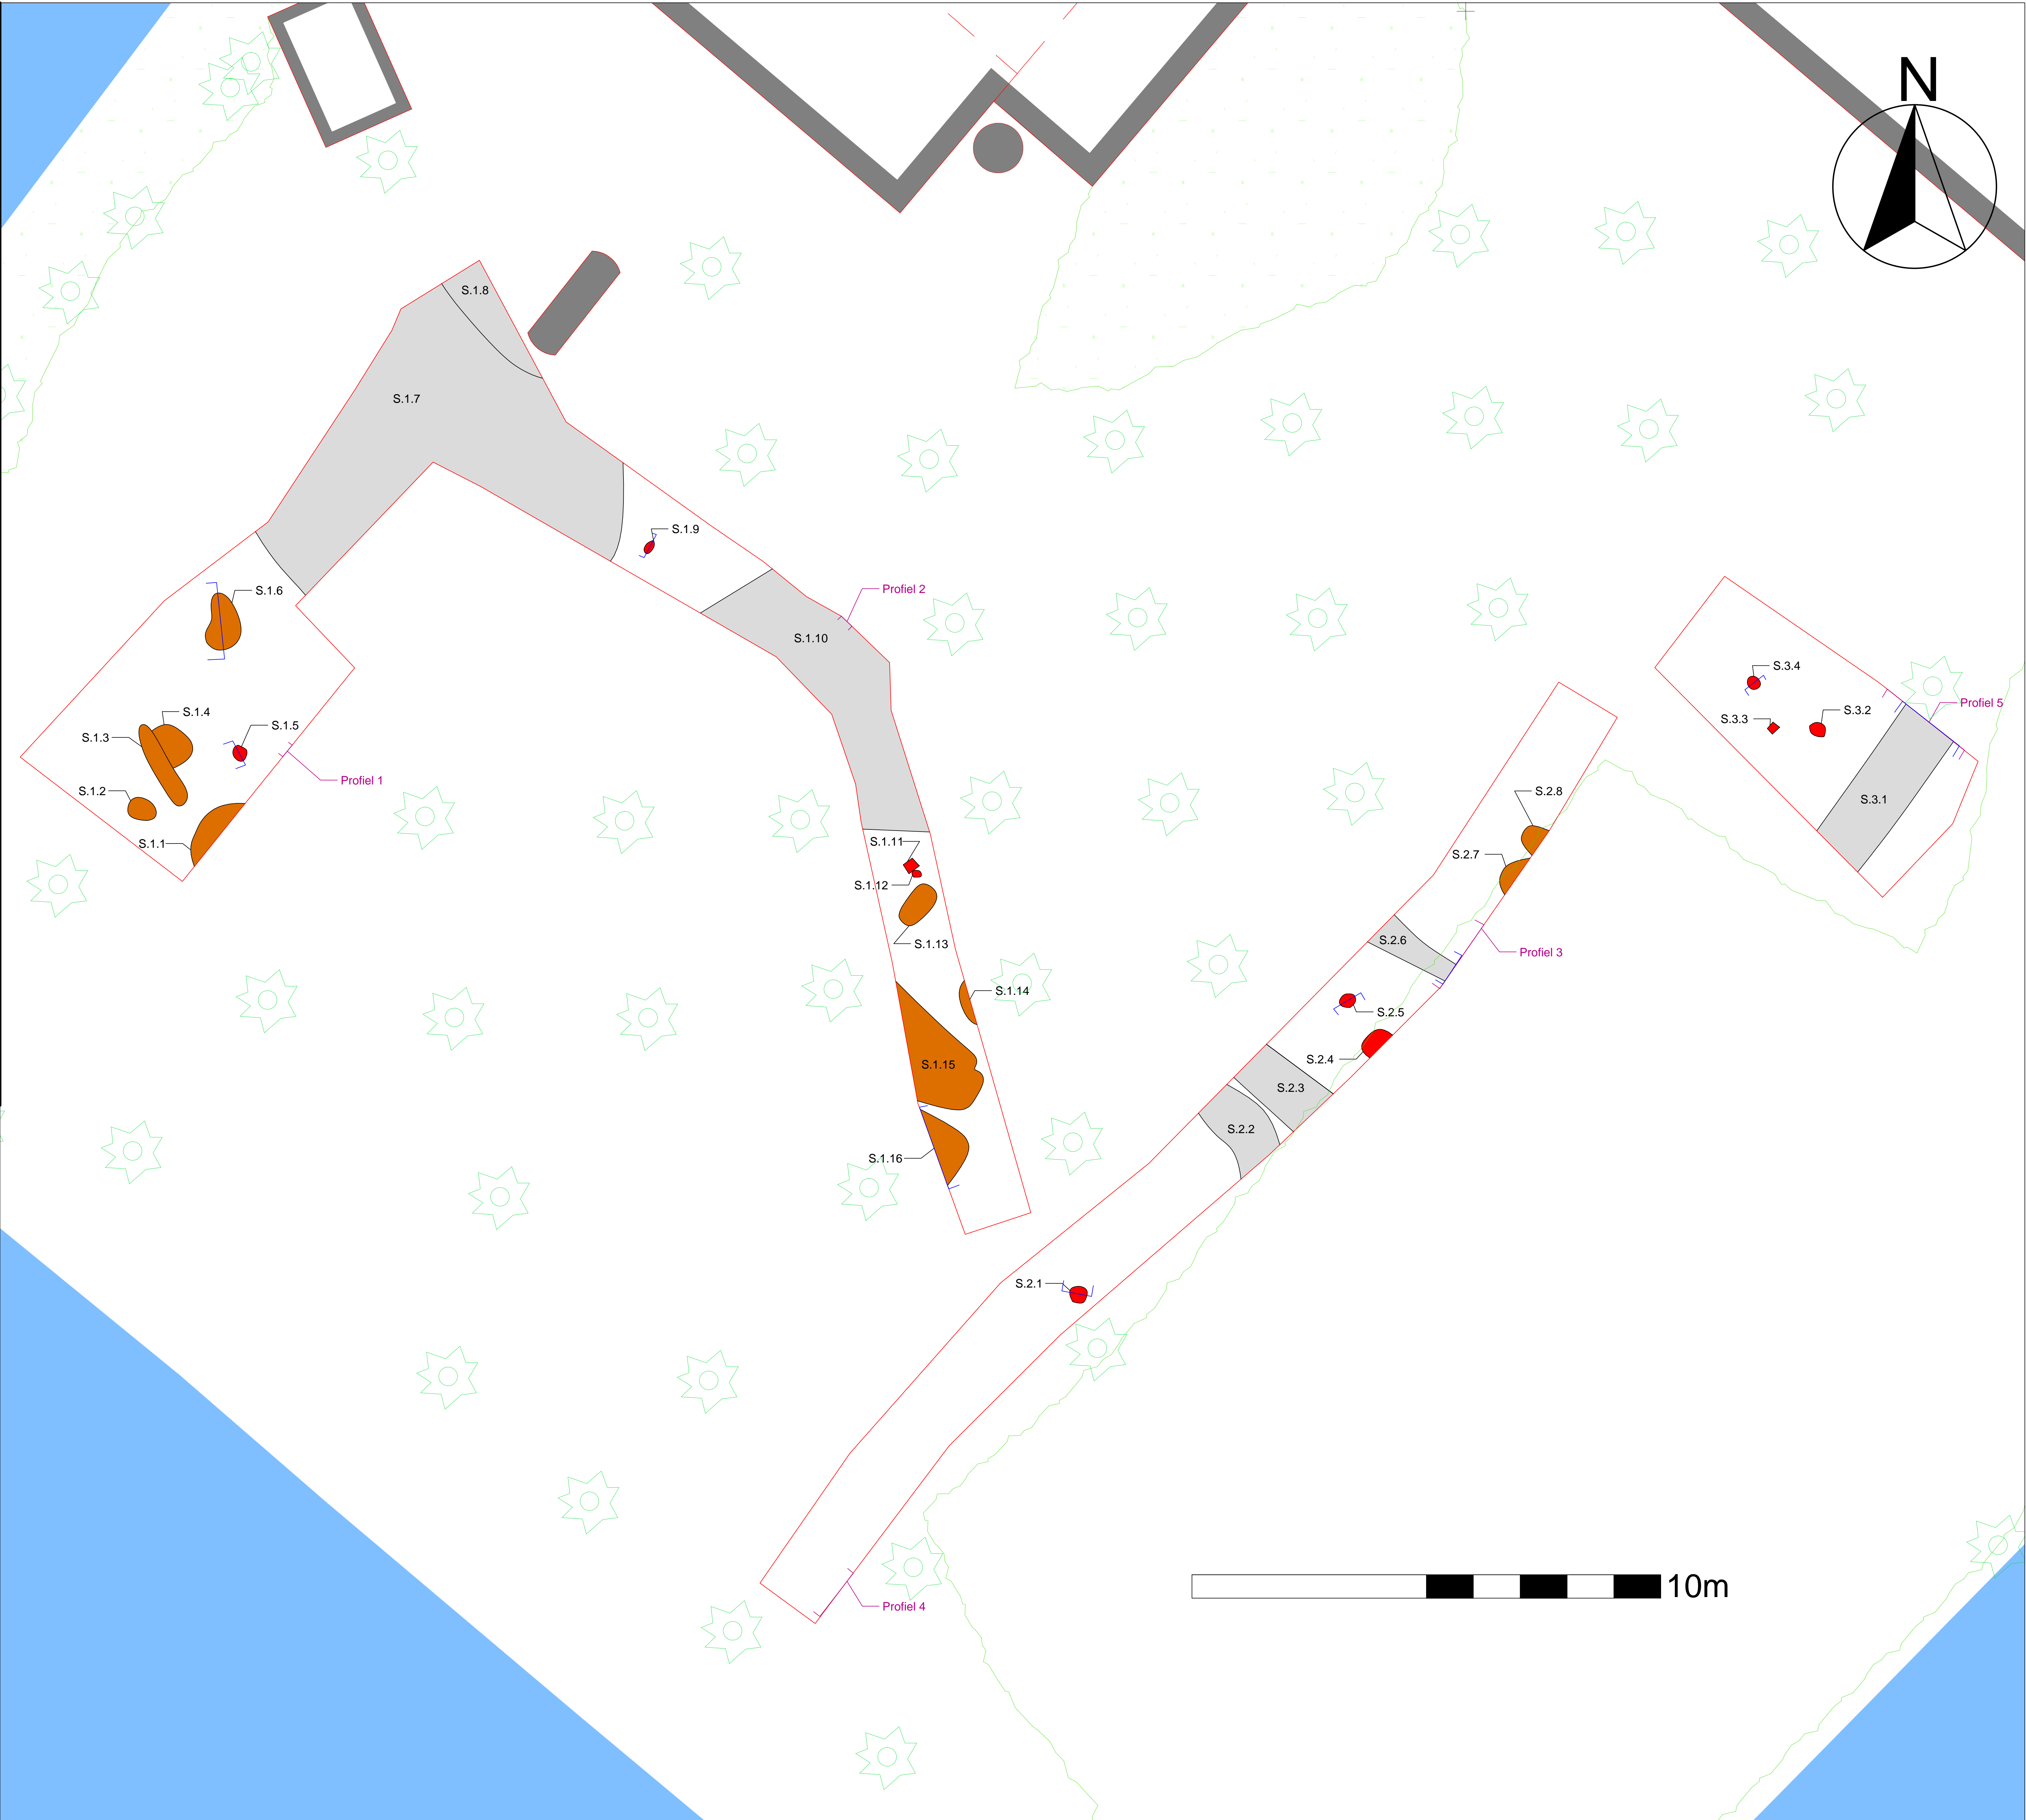 N
S.1.8
S.1.7
S.1.9
S.1.6
Profiel 2
S.1.10
S.3.4
S.1.4
S.1.5
S.1.3
S.3.3
S.3.2
Profiel 5
Profiel 1
S.1.2
S.2.8
S.3.1
S.1.1
S.1.11
S.2.7
S.1.12
S.1.13
S.2.6
Profiel 3
S.1.14
S.2.5
S.1.15
S.2.4
S.2.3
S.2.2
S.1.16
S.2.1
10m
Profiel 4